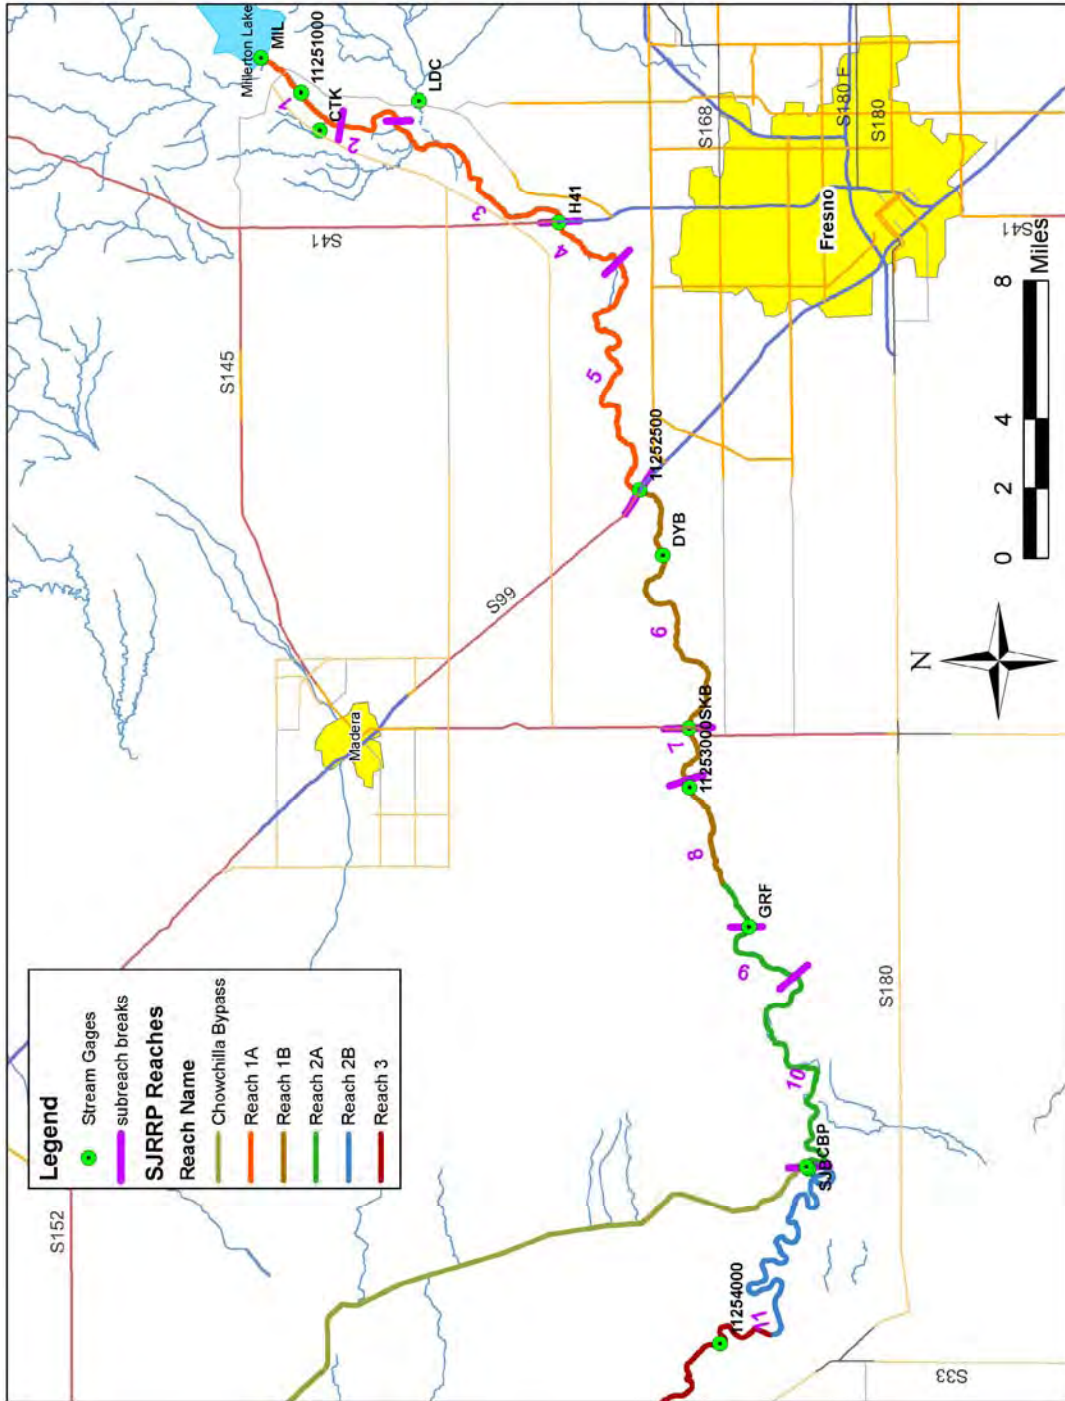 Legend
Stream Gages
subreach breaks
SJRRP Reaches
Reach Name
Chowchilla Bypass
Reach 1A
Reach 1B
Reach 2A
Reach 2B
Reach 3
S152
Madera
S145
S99
S41
Millerton Lake
MIL
11251000
CTK
LDC
H41
1
2
3
4
5
6
7
8
9
10
11
11252500
DYB
11253000SKB
GRF
SJBCBP
11254000
S33
S180
Fresno
S168
S180 F
S180
S41
N
0 2 4 8
Miles